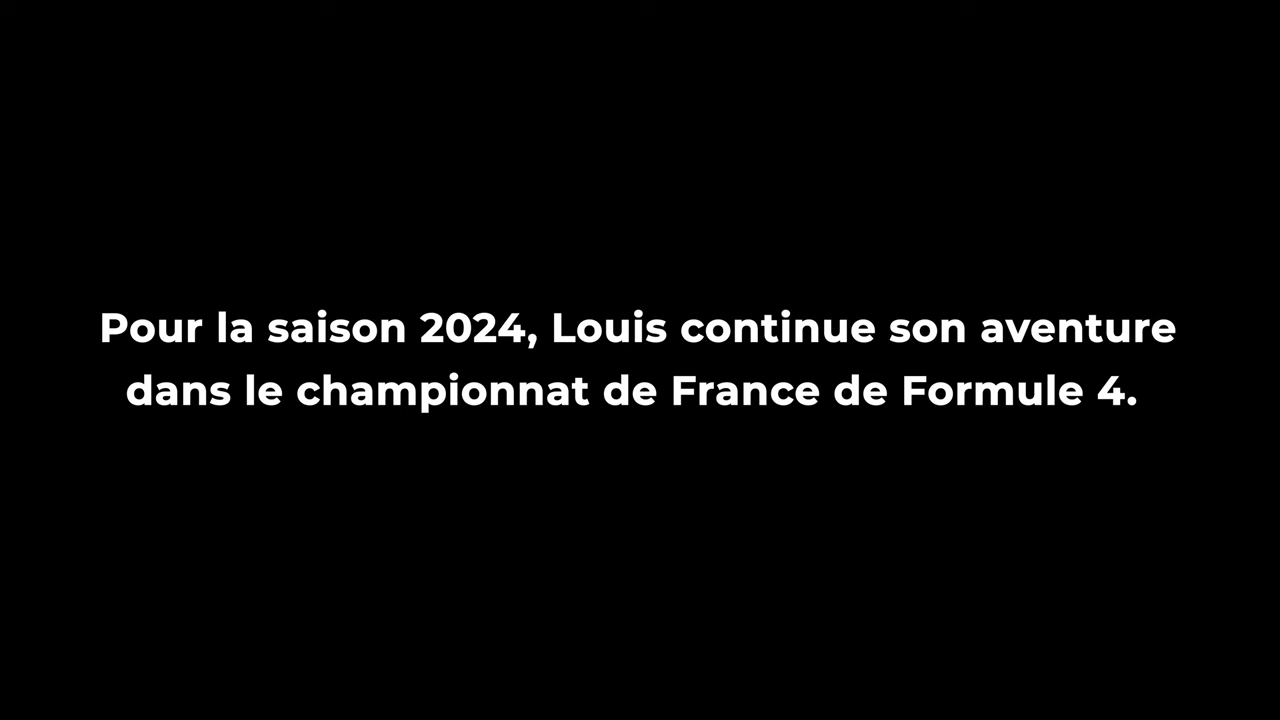 Pour la saison 2024, Louis continue son aventure
dans le championnat de France de Formule 4.